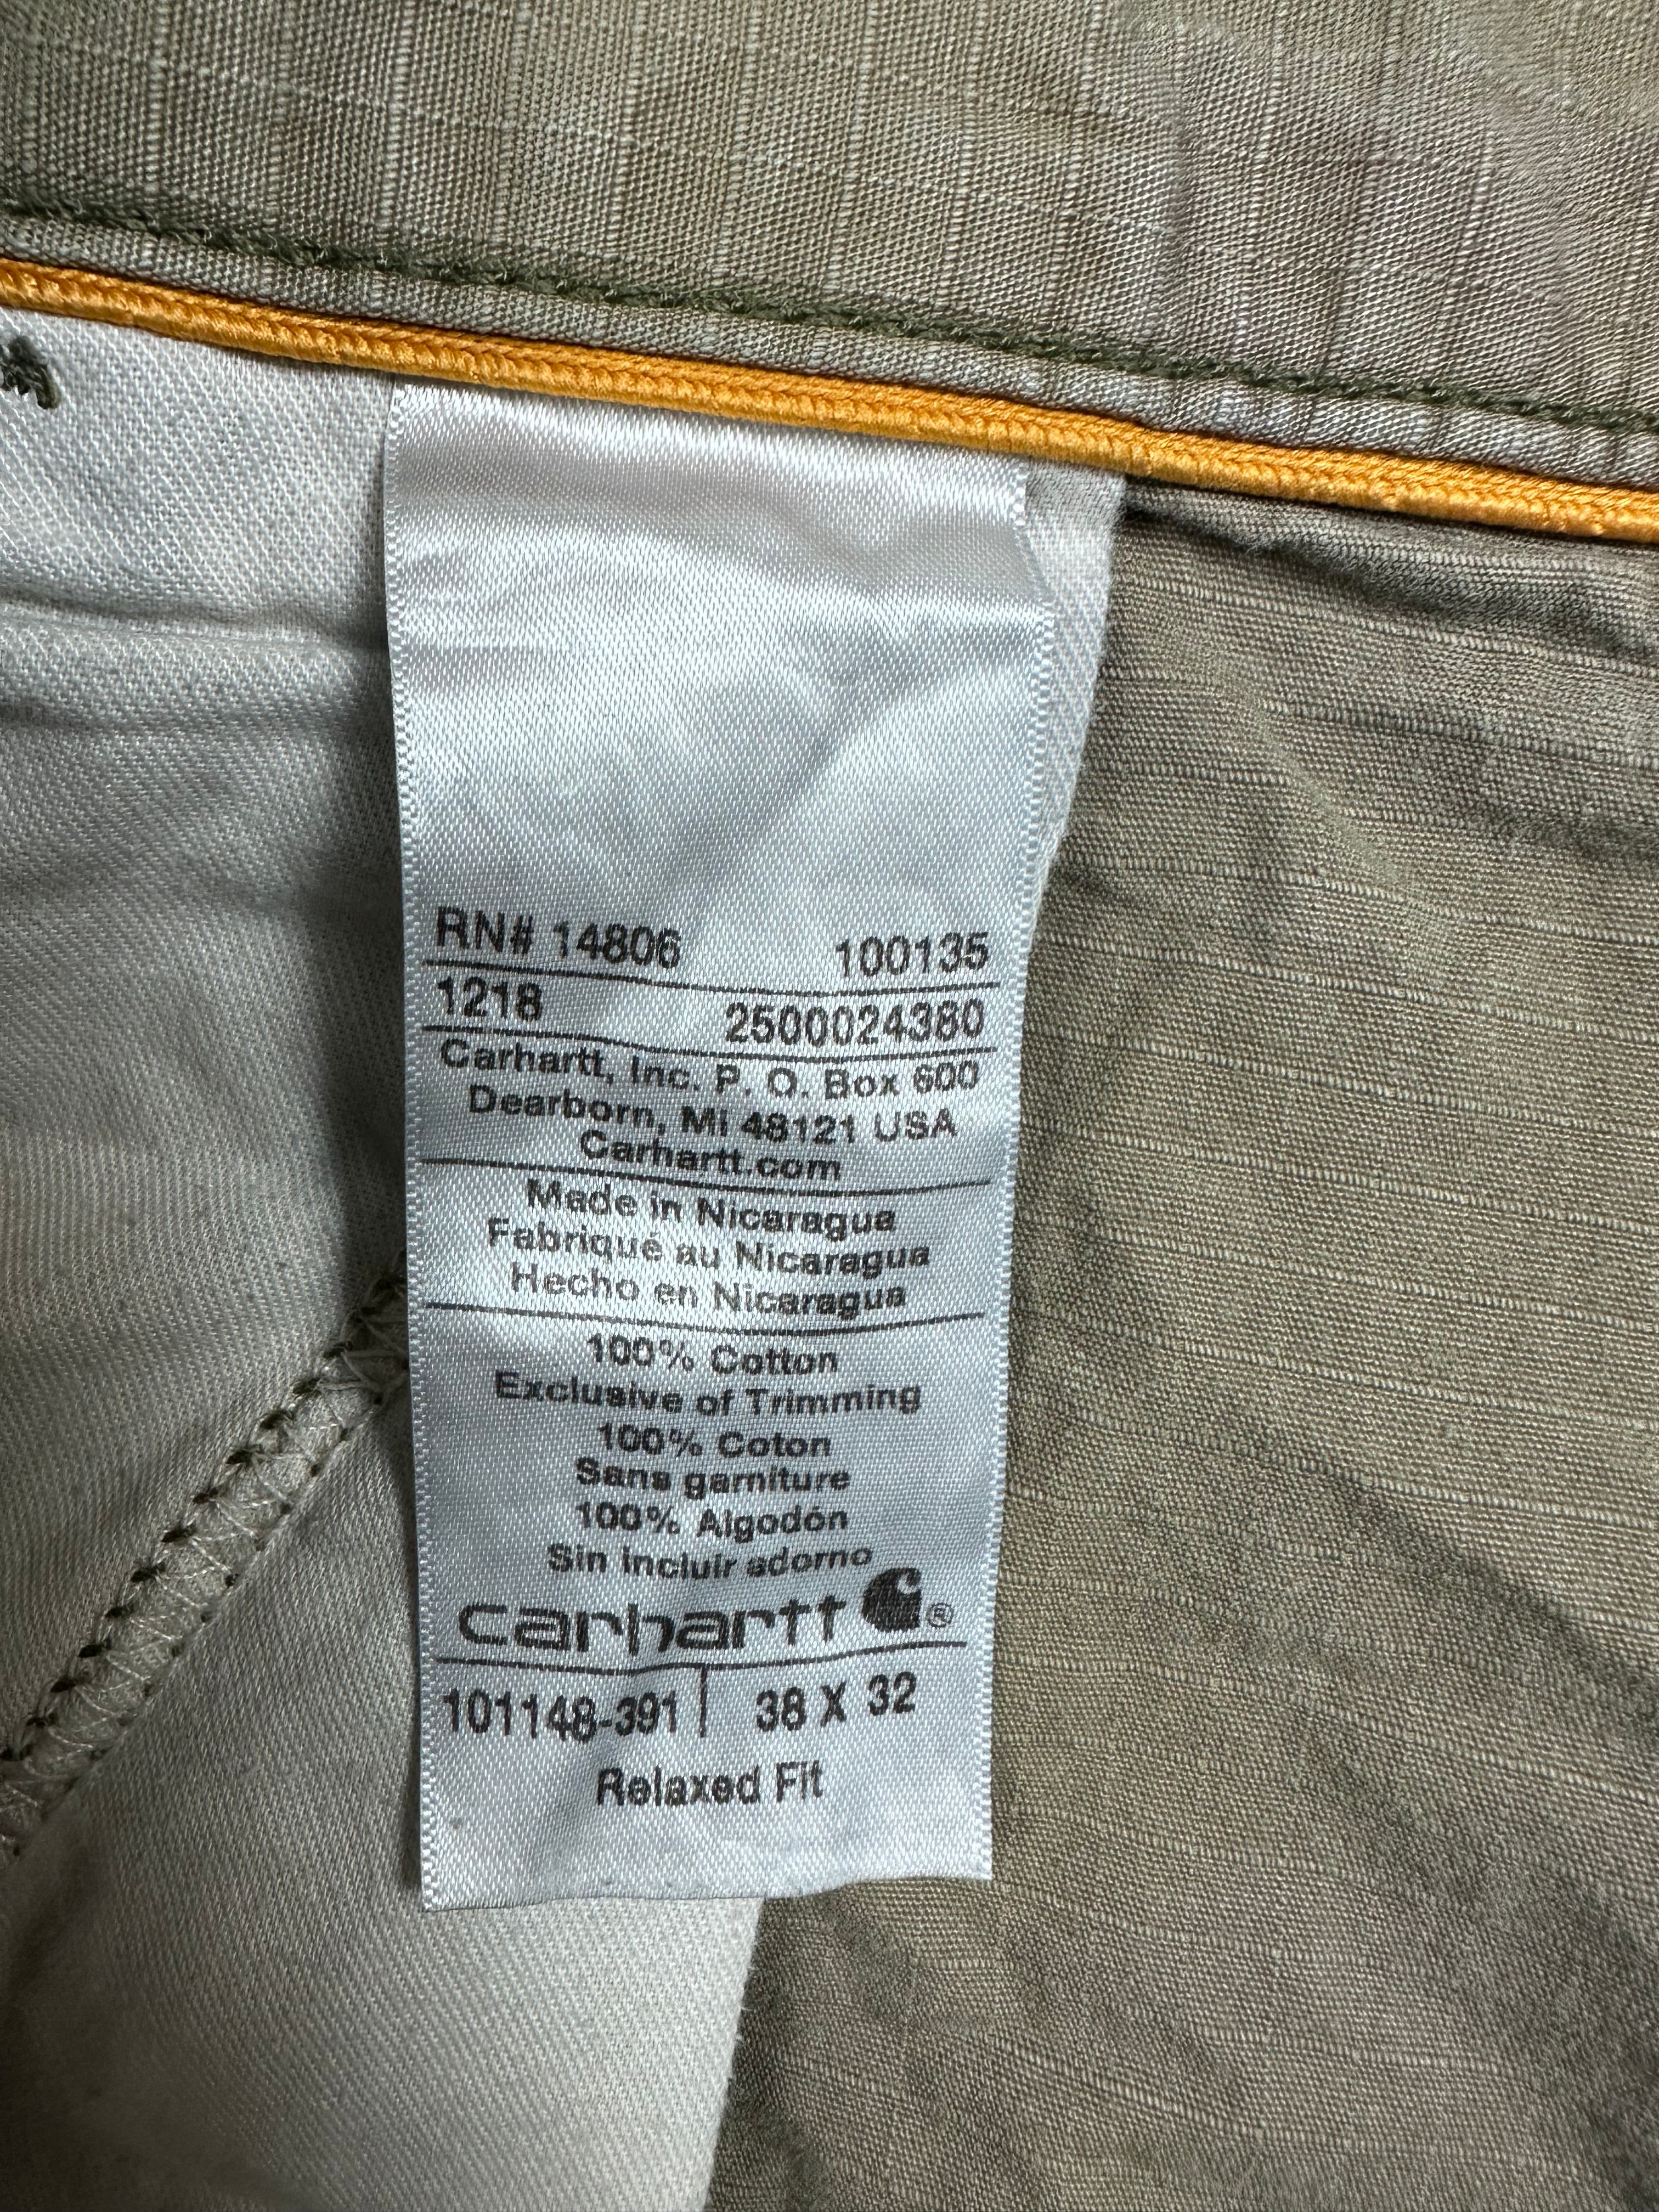 RN# 14806 100135
1218 2500024380
Carhartt, Inc. P. O. Box 600
Dearborn, Mi 48121 USA
Carhartt.com
Made in Nicaragua
Fabriqué au Nicaragua
Hecho en Nicaragua
100% Cotton
Exclusive of Trimming
100% Coton
Sans garniture
100% Algodón
Sin incluir adorno
carhartt ®
101148-391 38 X 32
Relaxed Fit